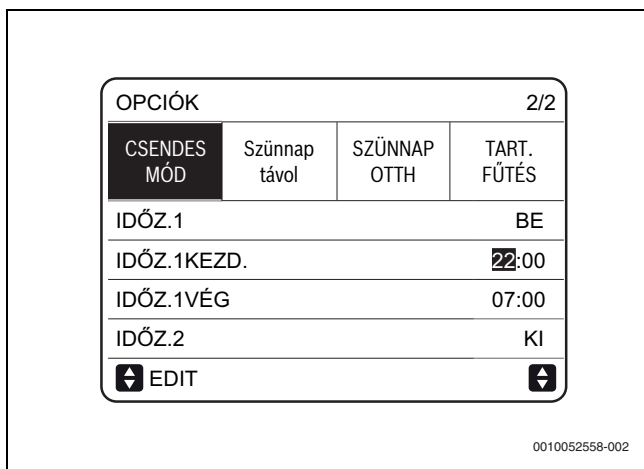 OPCIÓK 2/2
CSENDES MÓD
Szünnap távol
SZÜNNAP OTTH
TART. FŰTÉS
IDŐZ.1 BE
IDŐZ.1KEZD. 22:00
IDŐZ.1VÉG 07:00
IDŐZ.2 KI
EDIT
0010052558-002